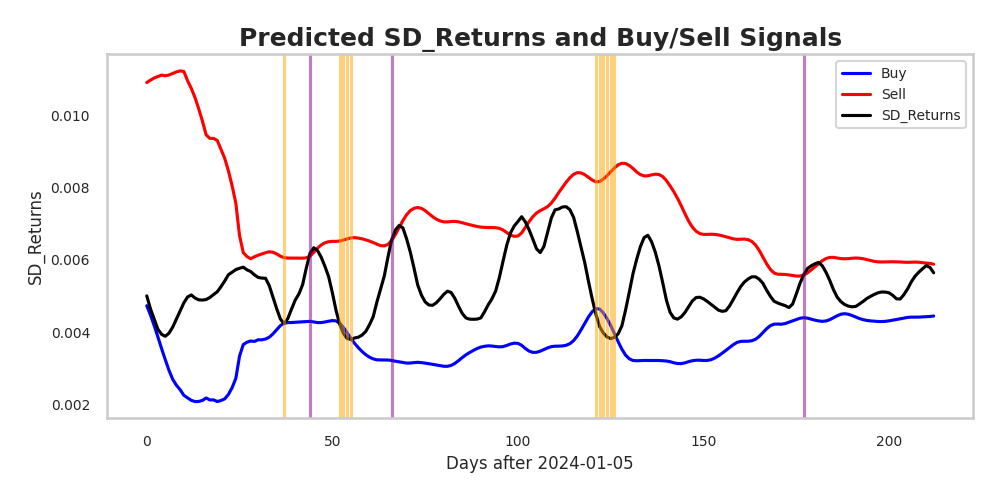 Predicted SD_Returns and Buy/Sell Signals
Buy
Sell
SD_Returns
0.010
0.008
0.006
0.004
0.002
SD_Returns
0 50 100 150 200
Days after 2024-01-05